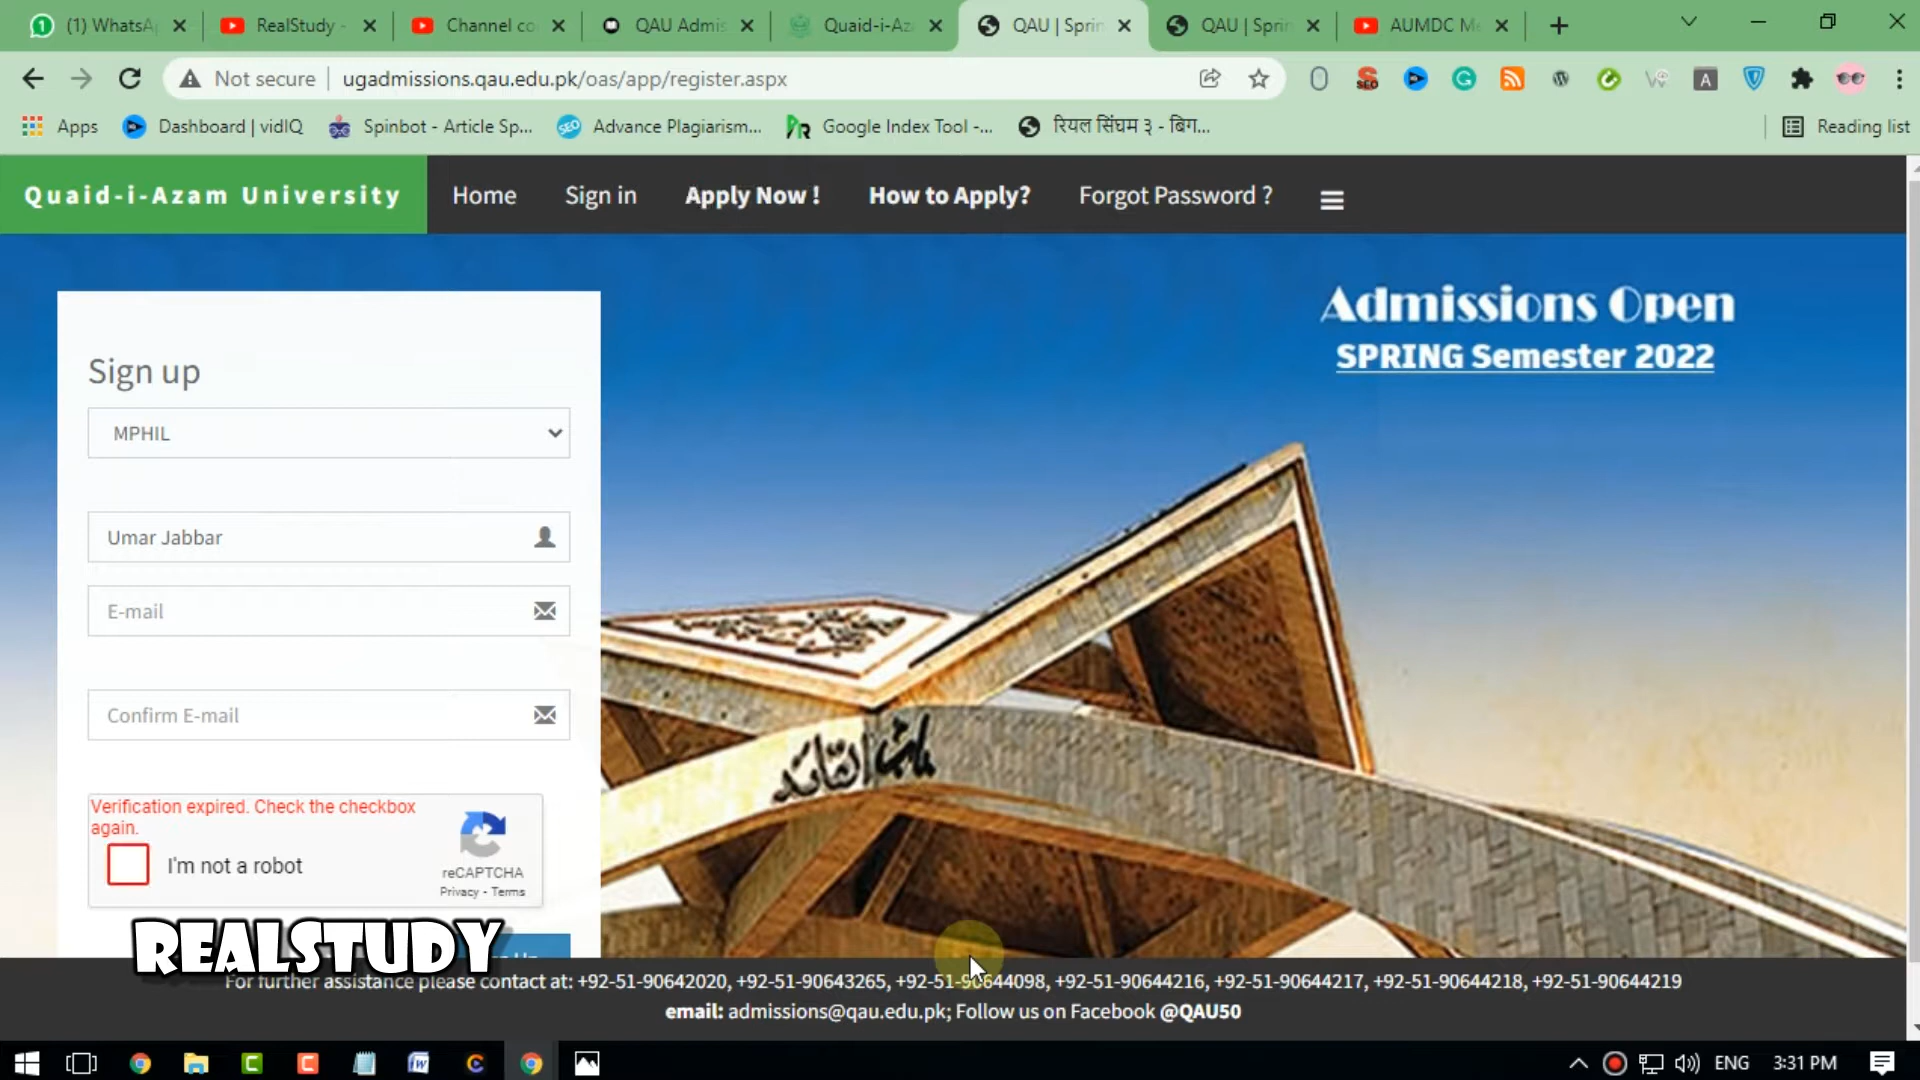 (1) WhatsA
RealStudy -
Channel co
QAU Admis
Quaid-i-Az
QAU | Sprin
QAU | Sprin
AUMDC M
Not secure
ugadmissions.qau.edu.pk/oas/app/register.aspx
Apps
Dashboard | vidIQ
Spinbot - Article Sp...
Advance Plagiarism...
Google Index Tool -...
रियल सिंघम ३ - बिग...
Reading list
Quaid-i-Azam University
Home
Sign in
Apply Now !
How to Apply?
Forgot Password ?
Admissions Open
SPRING Semester 2022
Sign up
MPHIL
Umar Jabbar
E-mail
Confirm E-mail
باب القائد
Verification expired. Check the checkbox
again.
I'm not a robot
reCAPTCHA
Privacy - Terms
REALSTUDY
For further assistance please contact at: +92-51-90642020, +92-51-90643265, +92-51-90644098, +92-51-90644216, +92-51-90644217, +92-51-90644218, +92-51-90644219
email: admissions@qau.edu.pk; Follow us on Facebook @QAU50
ENG
3:31 PM